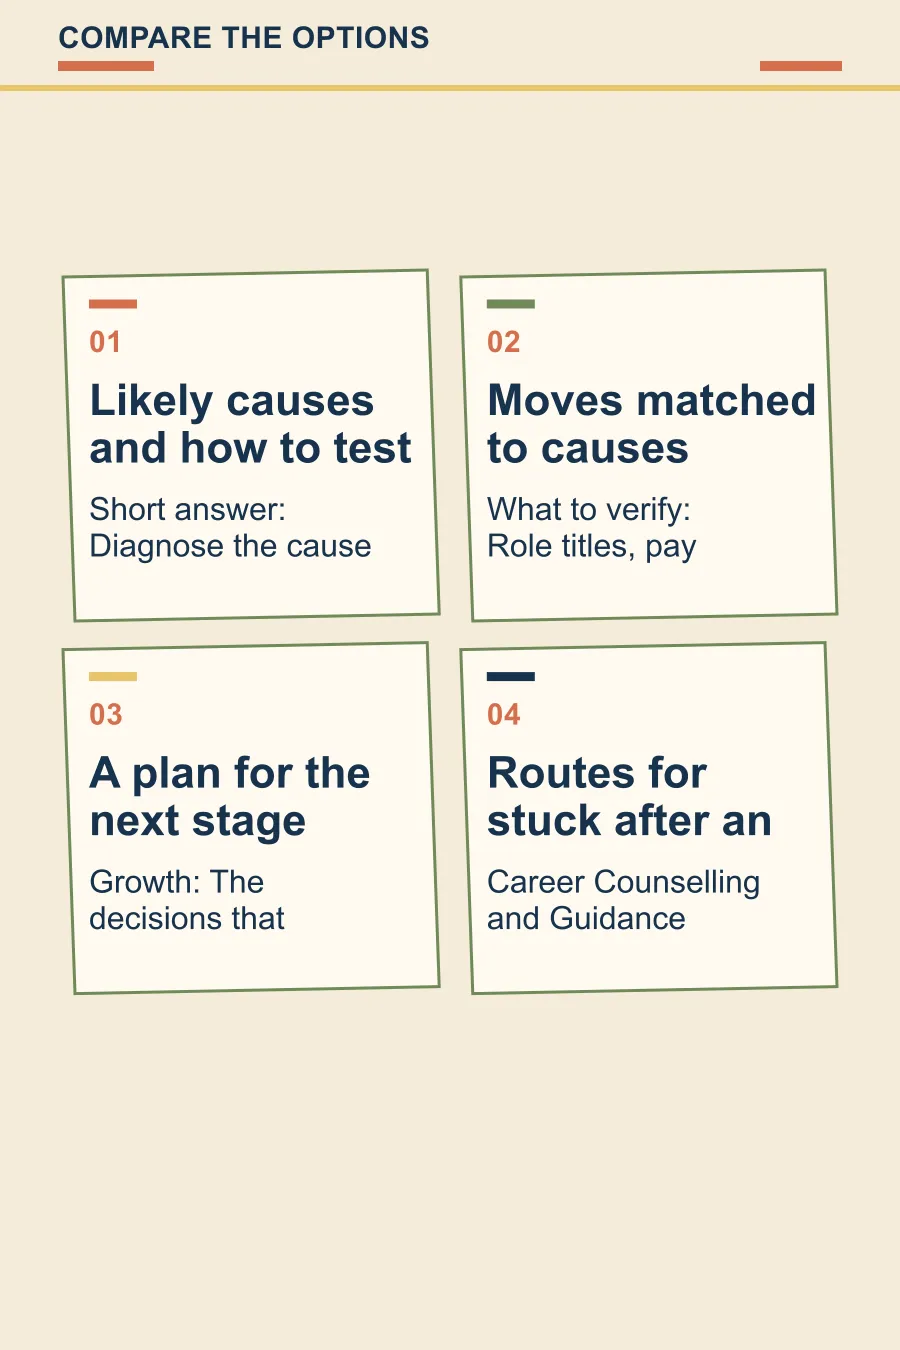 COMPARE THE OPTIONS
01
Likely causes
and how to test
Short answer:
Diagnose the cause
02
Moves matched
to causes
What to verify:
Role titles, pay
03
A plan for the
next stage
Growth: The
decisions that
04
Routes for
stuck after an
Career Counselling
and Guidance